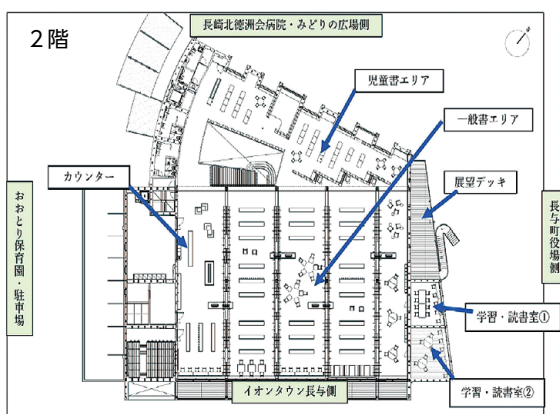 ２階
長崎北徳洲会病院・みどりの広場側
児童書エリア
一般書エリア
カウンター
展望デッキ
おおとり保育園・駐車場
長与町役場側
学習・読書室①
学習・読書室②
イオンタウン長与側